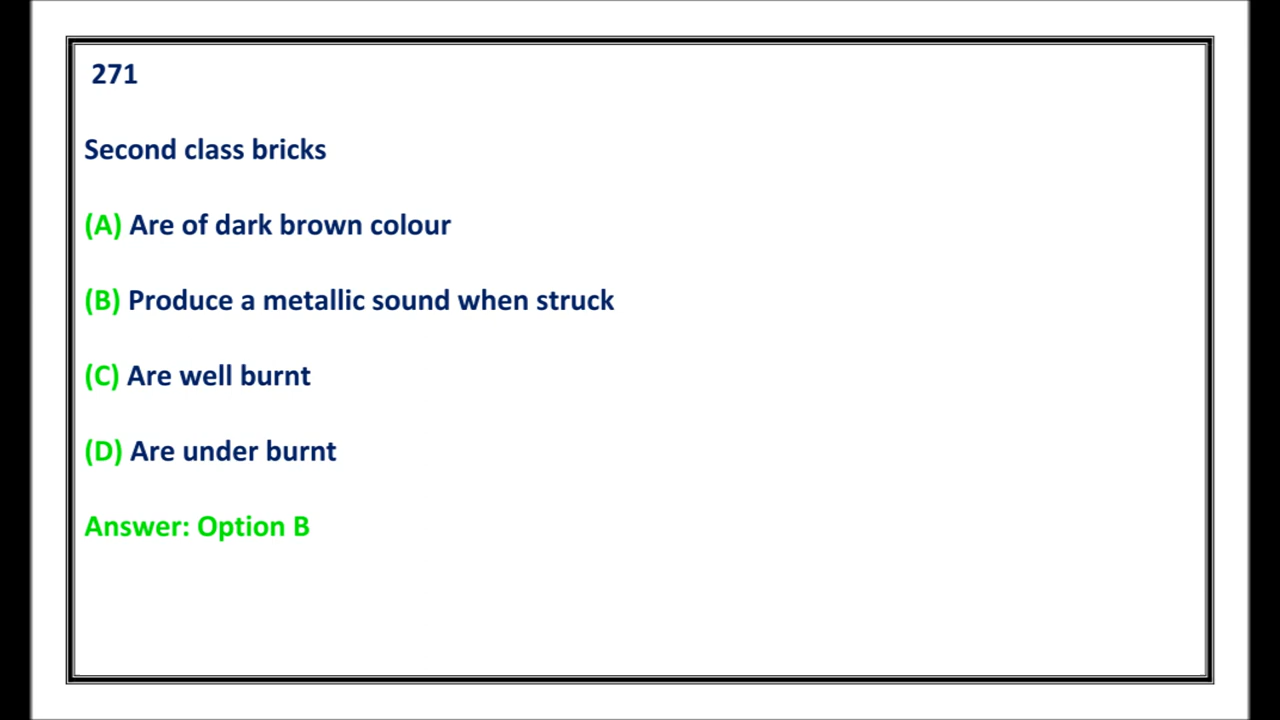 271
Second class bricks
(A) Are of dark brown colour
(B) Produce a metallic sound when struck
(C) Are well burnt
(D) Are under burnt
Answer: Option B